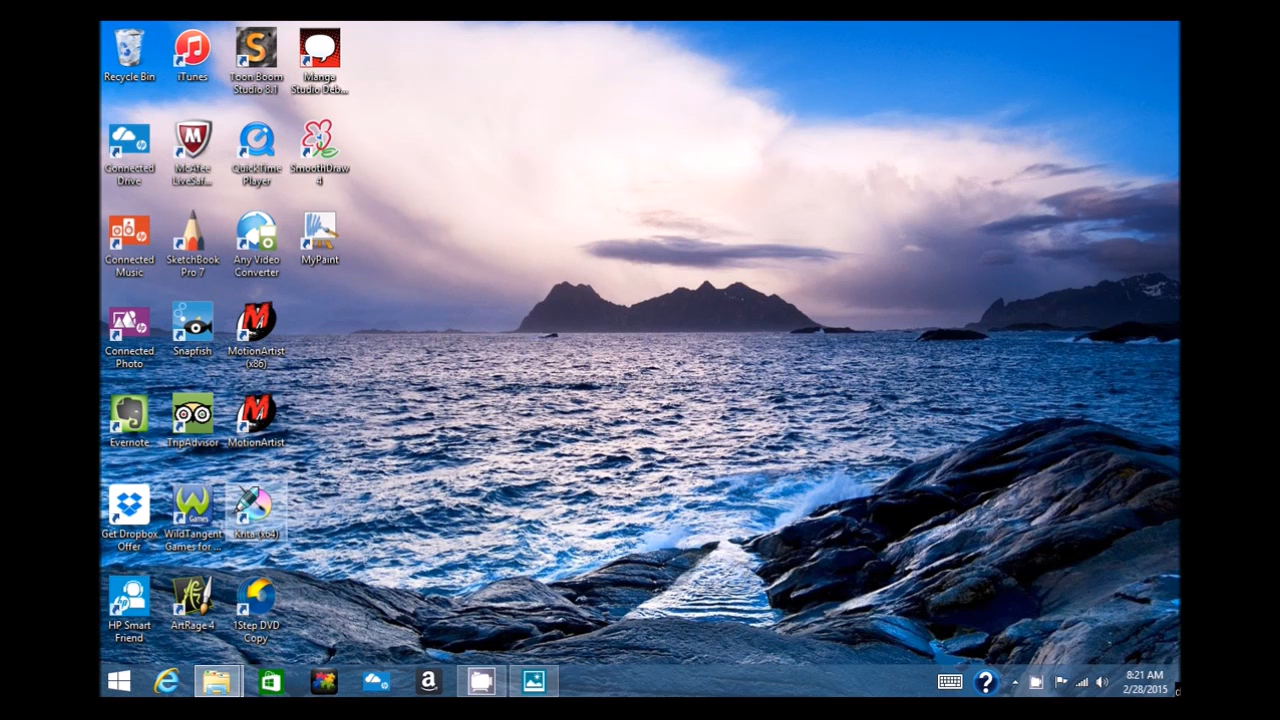 Recycle Bin
iTunes
Toon Boom
Studio 8.1
Manga
Studio Deb...
Connected
Drive
McAfee
LiveSaf...
QuickTime
Player
SmoothDraw
4
Connected
Music
SketchBook
Pro 7
Any Video
Converter
MyPaint
Connected
Photo
Snapfish
MotionArtist
(x86)
Evernote
TripAdvisor
MotionArtist
Get Dropbox
Offer
WildTangent
Games for...
Games
Krita (x64)
HP Smart
Friend
ArtRage 4
1Step DVD
Copy
8:21 AM
2/28/2015